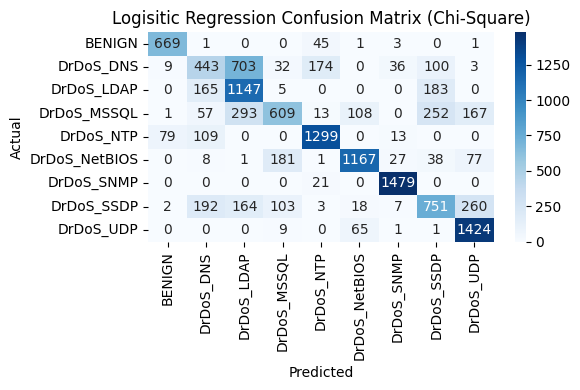 Logisitic Regression Confusion Matrix (Chi-Square)
BENIGN 669 1 0 0 45 1 3 0 1
DrDoS_DNS 9 443 703 32 174 0 36 100 3
DrDoS_LDAP 0 165 1147 5 0 0 0 183 0
DrDoS_MSSQL 1 57 293 609 13 108 0 252 167
DrDoS_NTP 79 109 0 0 1299 0 13 0 0
DrDoS_NetBIOS 0 8 1 181 1 1167 27 38 77
DrDoS_SNMP 0 0 0 0 21 0 1479 0 0
DrDoS_SSDP 2 192 164 103 3 18 7 751 260
DrDoS_UDP 0 0 0 9 0 65 1 1 1424
Actual
BENIGN
DrDoS_DNS
DrDoS_LDAP
DrDoS_MSSQL
DrDoS_NTP
DrDoS_NetBIOS
DrDoS_SNMP
DrDoS_SSDP
DrDoS_UDP
Predicted
1250
1000
750
500
250
0